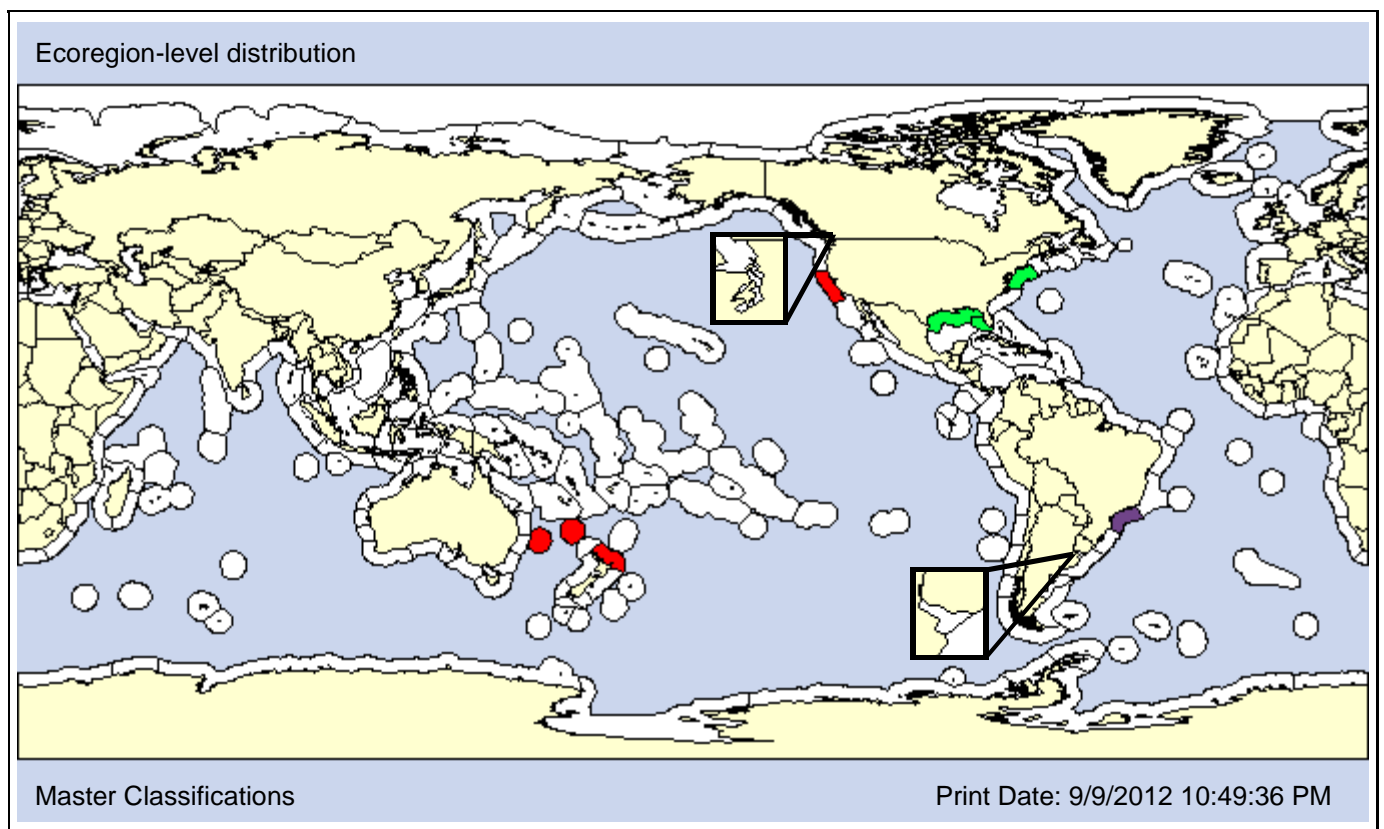 Ecoregion-level distribution
Master Classifications
Print Date: 9/9/2012 10:49:36 PM